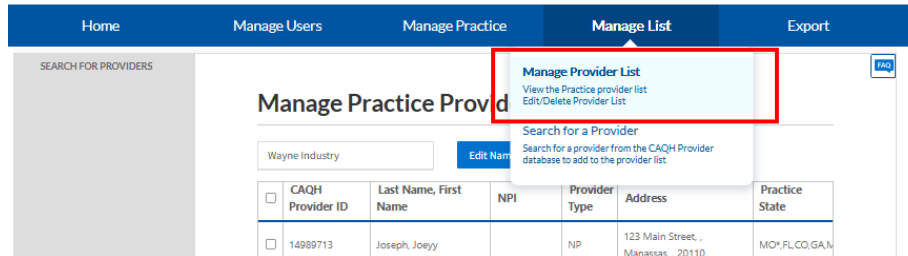 Home Manage Users Manage Practice Manage List Export
SEARCH FOR PROVIDERS
FAQ
Manage Provider List
View the Practice provider list
Edit/Delete Provider List
Search for a Provider
Search for a provider from the CAQH Provider
database to add to the provider list
Manage Practice Provid
Wayne Industry Edit Nam
CAQH Provider ID Last Name, First Name NPI Provider Type Address Practice State
14989713 Joseph, Joeyy NP 123 Main Street, , MO*,FL,CO,GA,M
Manassas, , 20110